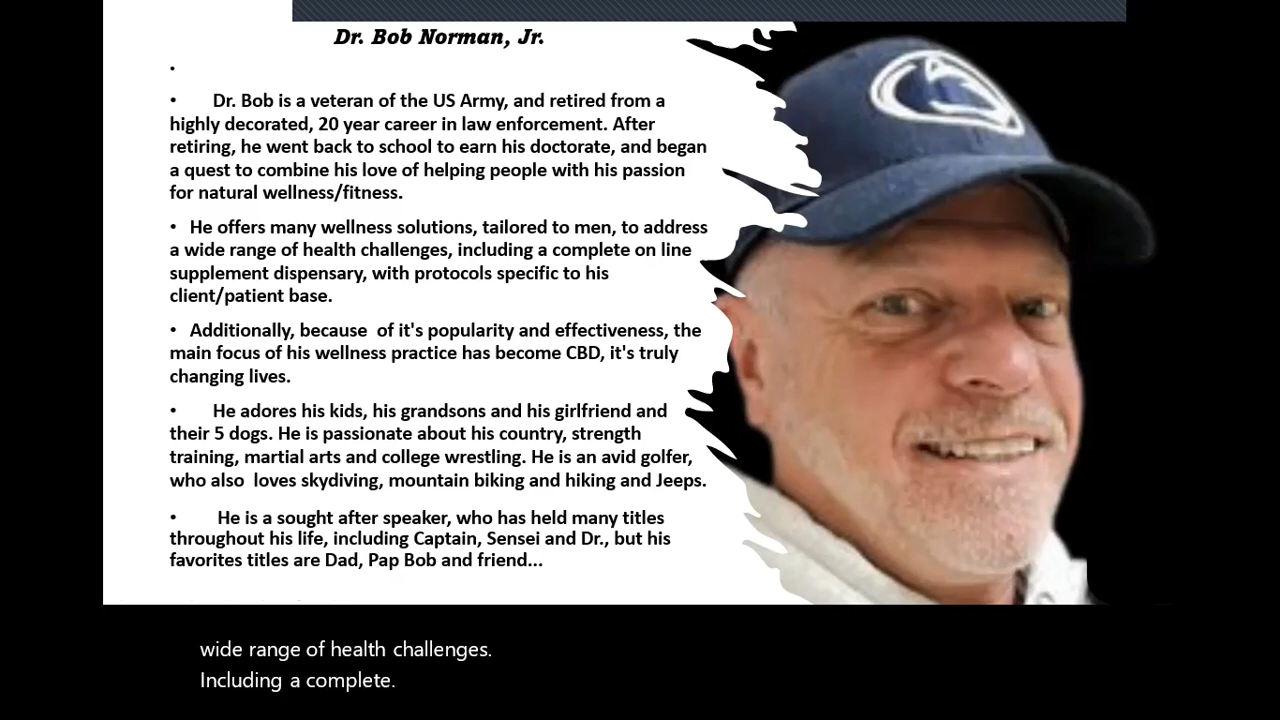 Dr. Bob Norman, Jr.
•
• Dr. Bob is a veteran of the US Army, and retired from a
highly decorated, 20 year career in law enforcement. After
retiring, he went back to school to earn his doctorate, and began
a quest to combine his love of helping people with his passion
for natural wellness/fitness.
• He offers many wellness solutions, tailored to men, to address
a wide range of health challenges, including a complete on line
supplement dispensary, with protocols specific to his
client/patient base.
• Additionally, because  of it's popularity and effectiveness, the
main focus of his wellness practice has become CBD, it's truly
changing lives.
• He adores his kids, his grandsons and his girlfriend and
their 5 dogs. He is passionate about his country, strength
training, martial arts and college wrestling. He is an avid golfer,
who also  loves skydiving, mountain biking and hiking and Jeeps.
• He is a sought after speaker, who has held many titles
throughout his life, including Captain, Sensei and Dr., but his
favorites titles are Dad, Pap Bob and friend...
wide range of health challenges.
Including a complete.